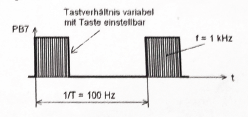 Tastverhältnis variabel
mit Taste einstellbar
PB7
f = 1 kHz
t
1/T = 100 Hz